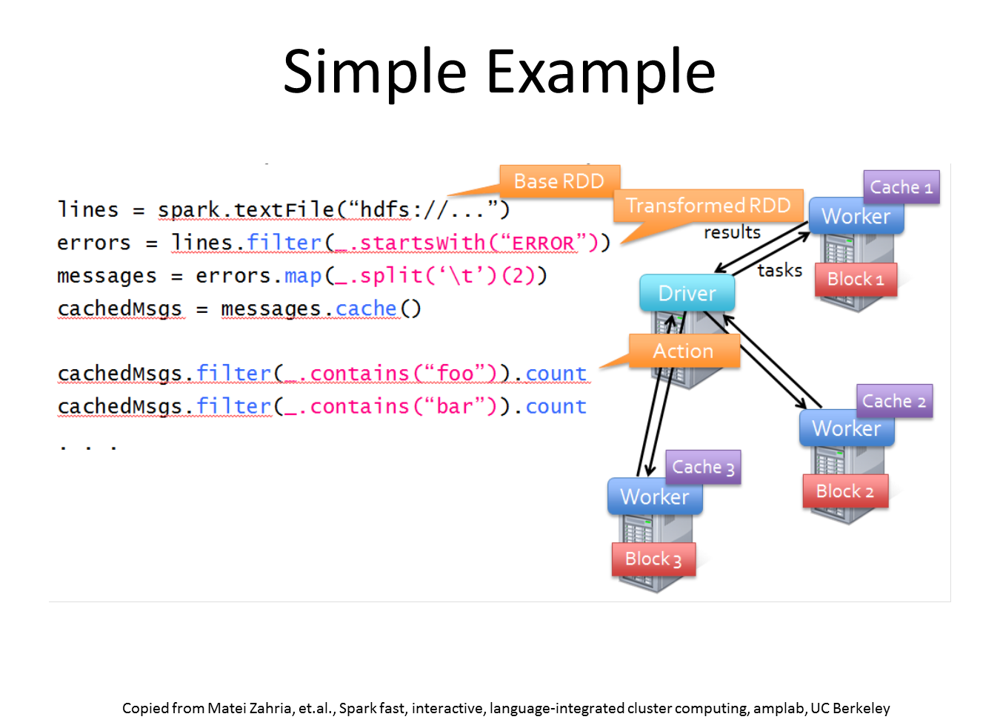 Simple Example
Base RDD
lines = spark.textFile(“hdfs://...”)
Transformed RDD
errors = lines.filter(_.startsWith(“ERROR”))
messages = errors.map(_.split(‘\t’)(2))
cachedMsgs = messages.cache()
Action
cachedMsgs.filter(_.contains(“foo”)).count
cachedMsgs.filter(_.contains(“bar”)).count
. . .
Cache 1
Worker
Block 1
results
tasks
Driver
Cache 2
Worker
Block 2
Cache 3
Worker
Block 3
Copied from Matei Zahria, et.al., Spark fast, interactive, language-integrated cluster computing, amplab, UC Berkeley